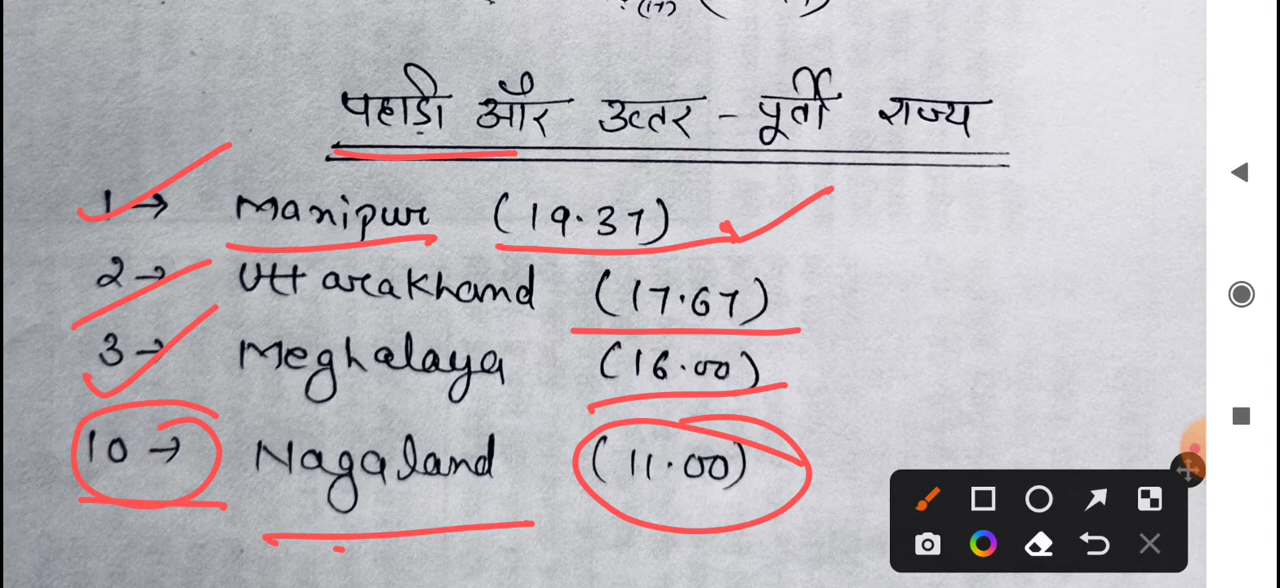 पहाड़ी और उत्तर - पूर्ती राज्य
1→ Manipur (19.37)
2→ Uttarakhand (17.67)
3→ Meghalaya (16.00)
10→ Nagaland (11.00)